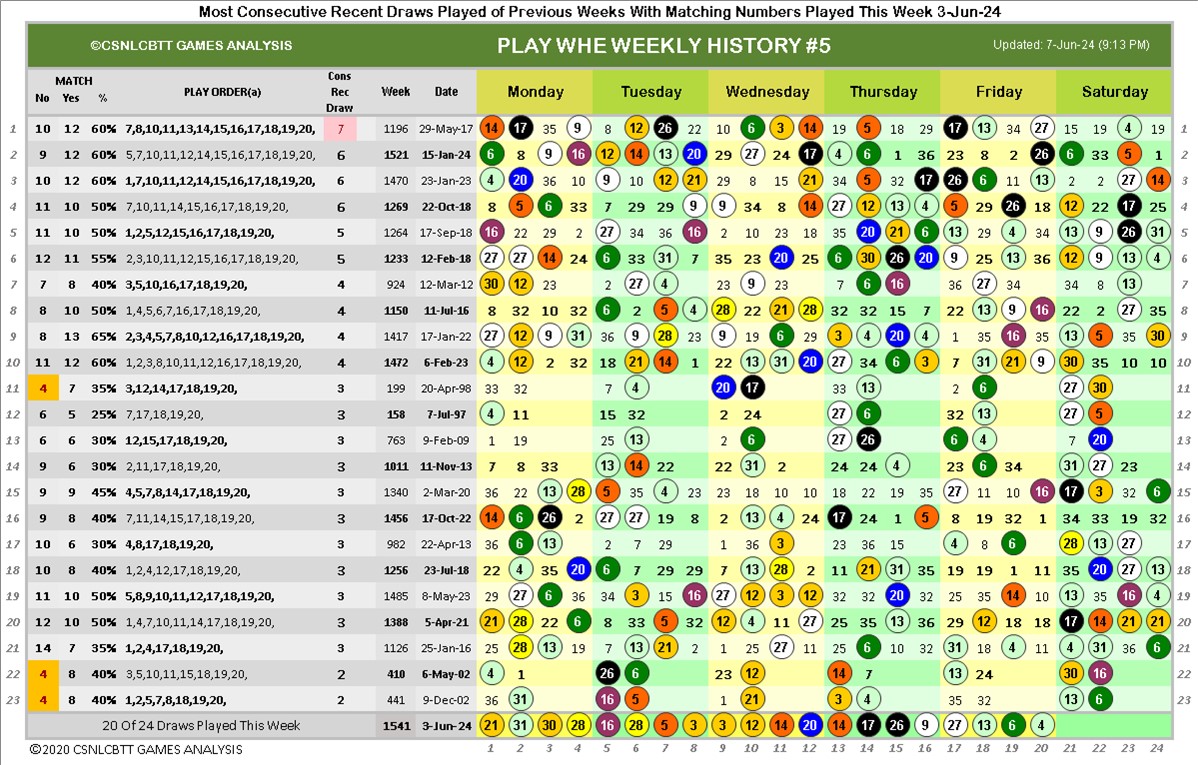 Most Consecutive Recent Draws Played of Previous Weeks With Matching Numbers Played This Week 3-Jun-24
©CSNLCBTT GAMES ANALYSIS PLAY WHE WEEKLY HISTORY #5 Updated: 7-Jun-24 (9:13 PM)
No MATCH Yes % PLAY ORDER(a) Cons Rec Draw Week Date Monday Tuesday Wednesday Thursday Friday Saturday
1 10 12 60% 7,8,10,11,13,14,15,16,17,18,19,20, 7 1196 29-May-17 14 17 35 9 8 12 26 22 10 6 3 14 19 5 18 29 17 13 34 27 15 19 4 19 1
2 9 12 60% 5,7,10,11,12,14,15,16,17,18,19,20, 6 1521 15-Jan-24 6 8 9 16 12 14 13 20 29 27 24 17 4 6 1 36 23 8 2 26 6 33 5 1 2
3 10 12 60% 1,7,10,11,12,14,15,16,17,18,19,20, 6 1470 23-Jan-23 4 20 36 10 9 10 12 21 29 8 15 21 34 5 32 17 26 6 11 13 2 2 27 14 3
4 11 10 50% 7,10,11,14,15,16,17,18,19,20, 6 1269 22-Oct-18 8 5 3 33 7 29 29 9 9 34 8 14 27 12 13 4 5 29 26 18 12 22 17 25 4
5 11 10 50% 1,2,5,12,15,16,17,18,19,20, 5 1264 17-Sep-18 16 22 29 2 27 34 36 16 2 10 23 18 35 20 21 6 13 29 4 34 13 9 26 31 5
6 12 11 55% 2,3,10,11,12,15,16,17,18,19,20, 5 1233 12-Feb-18 27 27 14 24 6 33 31 7 35 23 20 25 6 30 26 20 9 25 13 36 12 9 13 4 6
7 7 8 40% 3,5,10,16,17,18,19,20, 4 924 12-Mar-12 30 12 23 2 27 4 23 9 23 7 6 16 36 27 34 34 8 13 7
8 8 10 50% 1,4,5,6,7,16,17,18,19,20, 4 1150 11-Jul-16 8 32 10 32 6 2 5 4 28 22 21 28 32 32 15 7 22 13 9 16 22 2 27 35 8
9 8 13 65% 2,3,4,5,7,8,10,12,16,17,18,19,20, 4 1417 17-Jan-22 27 12 9 31 36 9 28 23 9 19 6 29 3 4 20 4 1 35 16 35 13 5 35 30 9
10 11 12 60% 1,2,3,8,10,11,12,16,17,18,19,20, 4 1472 6-Feb-23 4 12 2 32 18 21 14 1 22 13 31 20 27 34 6 3 7 31 21 9 30 35 10 10 10
11 4 7 35% 3,12,14,17,18,19,20, 3 199 20-Apr-98 33 32 7 4 20 17 33 13 2 6 27 30 11
12 6 5 25% 7,17,18,19,20, 3 158 7-Jul-97 4 11 15 32 2 24 27 6 32 13 27 5 12
13 6 6 30% 12,15,17,18,19,20, 3 763 9-Feb-09 1 19 25 13 2 6 27 26 6 4 7 20 13
14 9 6 30% 2,11,17,18,19,20, 3 1011 11-Nov-13 7 8 33 13 14 22 22 31 2 24 24 4 23 6 34 31 27 23 14
15 9 9 45% 4,5,7,8,14,17,18,19,20, 3 1340 2-Mar-20 36 22 13 28 5 35 4 23 23 18 10 10 18 22 19 35 27 11 10 16 17 3 32 6 15
16 9 8 40% 7,11,14,15,17,18,19,20, 3 1456 17-Oct-22 14 6 26 2 27 27 19 8 2 13 4 24 17 24 1 5 8 19 32 1 34 33 19 32 16
17 10 6 30% 4,8,17,18,19,20, 3 982 22-Apr-13 36 6 13 2 7 29 1 36 3 23 36 15 4 8 6 28 13 27 17
18 10 8 40% 1,2,4,12,17,18,19,20, 3 1256 23-Jul-18 22 4 35 20 6 7 29 29 7 13 28 2 11 21 31 35 19 19 1 11 35 20 27 13 18
19 11 10 50% 5,8,9,10,11,12,17,18,19,20, 3 1485 8-May-23 29 27 6 36 34 3 15 16 27 12 3 12 32 32 20 32 29 35 14 10 13 35 16 4 19
20 12 10 50% 1,4,7,10,11,14,17,18,19,20, 3 1388 5-Apr-21 21 28 22 6 8 33 5 32 12 4 11 27 25 35 13 36 29 12 18 18 17 14 21 21 20
21 14 7 35% 1,2,4,17,18,19,20, 3 1126 25-Jan-16 25 28 13 13 7 13 21 2 1 25 27 11 14 6 10 32 31 18 4 11 4 31 36 6 21
22 4 8 40% 3,5,10,11,15,18,19,20, 2 410 6-May-02 4 1 26 6 23 12 14 7 13 24 30 16 22
23 4 8 40% 1,2,5,7,8,18,19,20, 2 441 9-Dec-02 36 31 16 5 1 21 3 4 35 32 13 6 23
20 Of 24 Draws Played This Week 1541 3-Jun-24 21 31 30 28 16 28 5 3 3 12 14 20 14 17 26 9 27 13 6 4
©2020 CSNLCBTT GAMES ANALYSIS 1 2 3 4 5 6 7 8 9 10 11 12 13 14 15 16 17 18 19 20 21 22 23 24